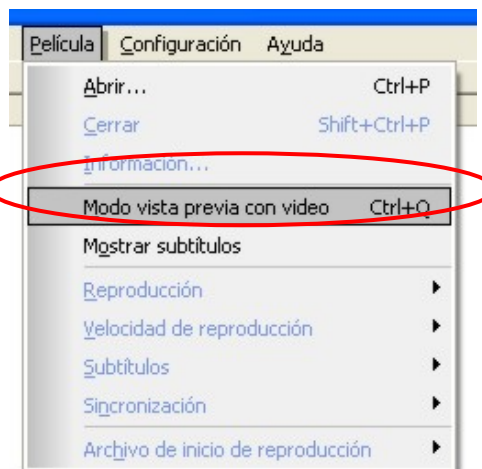 Película Configuración Ayuda
Abrir... Ctrl+P
Cerrar Shift+Ctrl+P
Información...
Modo vista previa con video Ctrl+Q
Mostrar subtítulos
Reproducción
Velocidad de reproducción
Subtítulos
Sincronización
Archivo de inicio de reproducción